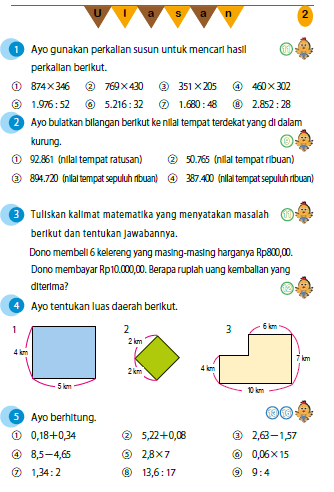 Ulasan 2
1 Ayo gunakan perkalian susun untuk mencari hasil
perkalian berikut.
① 874×346 ② 769×430 ③ 351×205 ④ 460×302
⑤ 1.976 : 52 ⑥ 5.216 : 32 ⑦ 1.680 : 48 ⑧ 2.852 : 28
2 Ayo bulatkan bilangan berikut ke nilai tempat terdekat yang di dalam
kurung.
① 92.861 (nilai tempat ratusan) ② 50.765 (nilai tempat ribuan)
③ 894.720 (nilai tempat sepuluh ribuan) ④ 387.400 (nilai tempat sepuluh ribuan)
3 Tuliskan kalimat matematika yang menyatakan masalah
berikut dan tentukan jawabannya.
Dono membeli 6 kelereng yang masing-masing harganya Rp800,00.
Dono membayar Rp10.000,00. Berapa rupiah uang kembalian yang
diterima?
4 Ayo tentukan luas daerah berikut.
1 2 3
4 km
5 km
2 km
2 km
6 km
7 km
4 km
10 km
5 Ayo berhitung.
① 0,18+0,34 ② 5,22+0,08 ③ 2,63−1,57
④ 8,5−4,65 ⑤ 2,8×7 ⑥ 0,06×15
⑦ 1,34 : 2 ⑧ 13,6 : 17 ⑨ 9 : 4